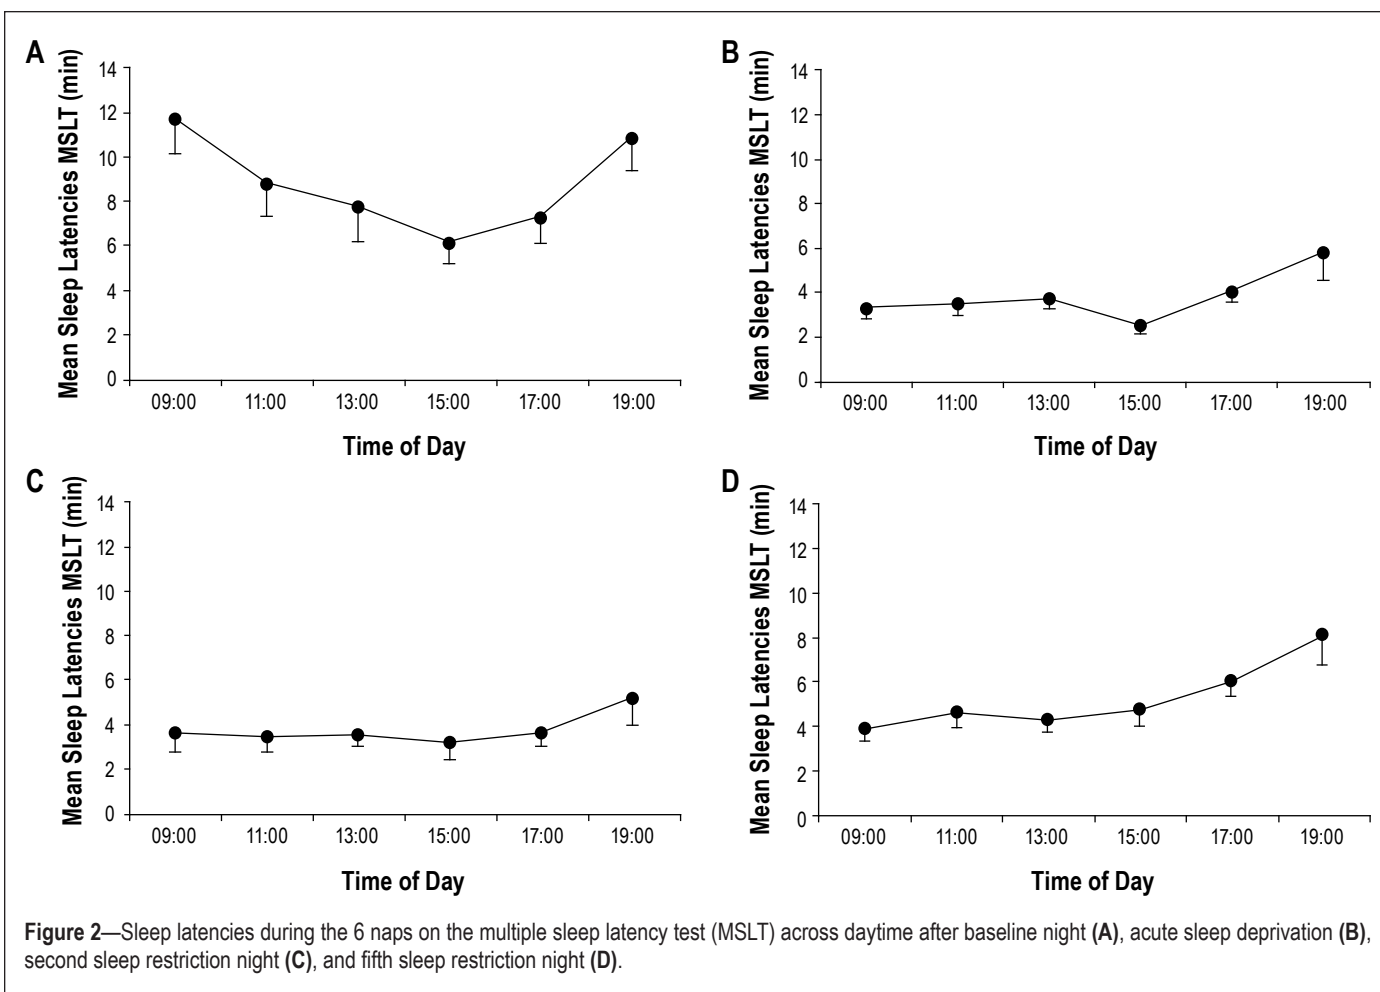 A
Mean Sleep Latencies MSLT (min)
14
12
10
8
6
4
2
0
09:00 11:00 13:00 15:00 17:00 19:00
Time of Day
B
Mean Sleep Latencies MSLT (min)
14
12
10
8
6
4
2
0
09:00 11:00 13:00 15:00 17:00 19:00
Time of Day
C
Mean Sleep Latencies MSLT (min)
14
12
10
8
6
4
2
0
09:00 11:00 13:00 15:00 17:00 19:00
Time of Day
D
Mean Sleep Latencies MSLT (min)
14
12
10
8
6
4
2
0
09:00 11:00 13:00 15:00 17:00 19:00
Time of Day
Figure 2—Sleep latencies during the 6 naps on the multiple sleep latency test (MSLT) across daytime after baseline night (A), acute sleep deprivation (B),
second sleep restriction night (C), and fifth sleep restriction night (D).